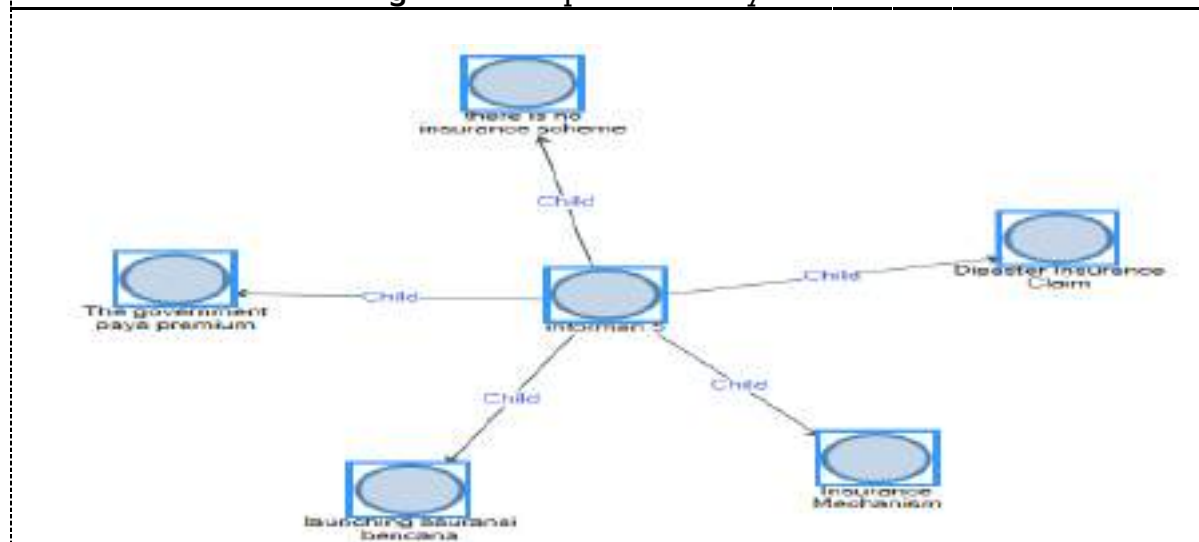 there is no
insurance scheme
Child
Disaster Insurance
Claim
Child
Child
The government
pays premium
Informan 5
Child
Child
Insurance
Mechanism
launching asuransi
bencana